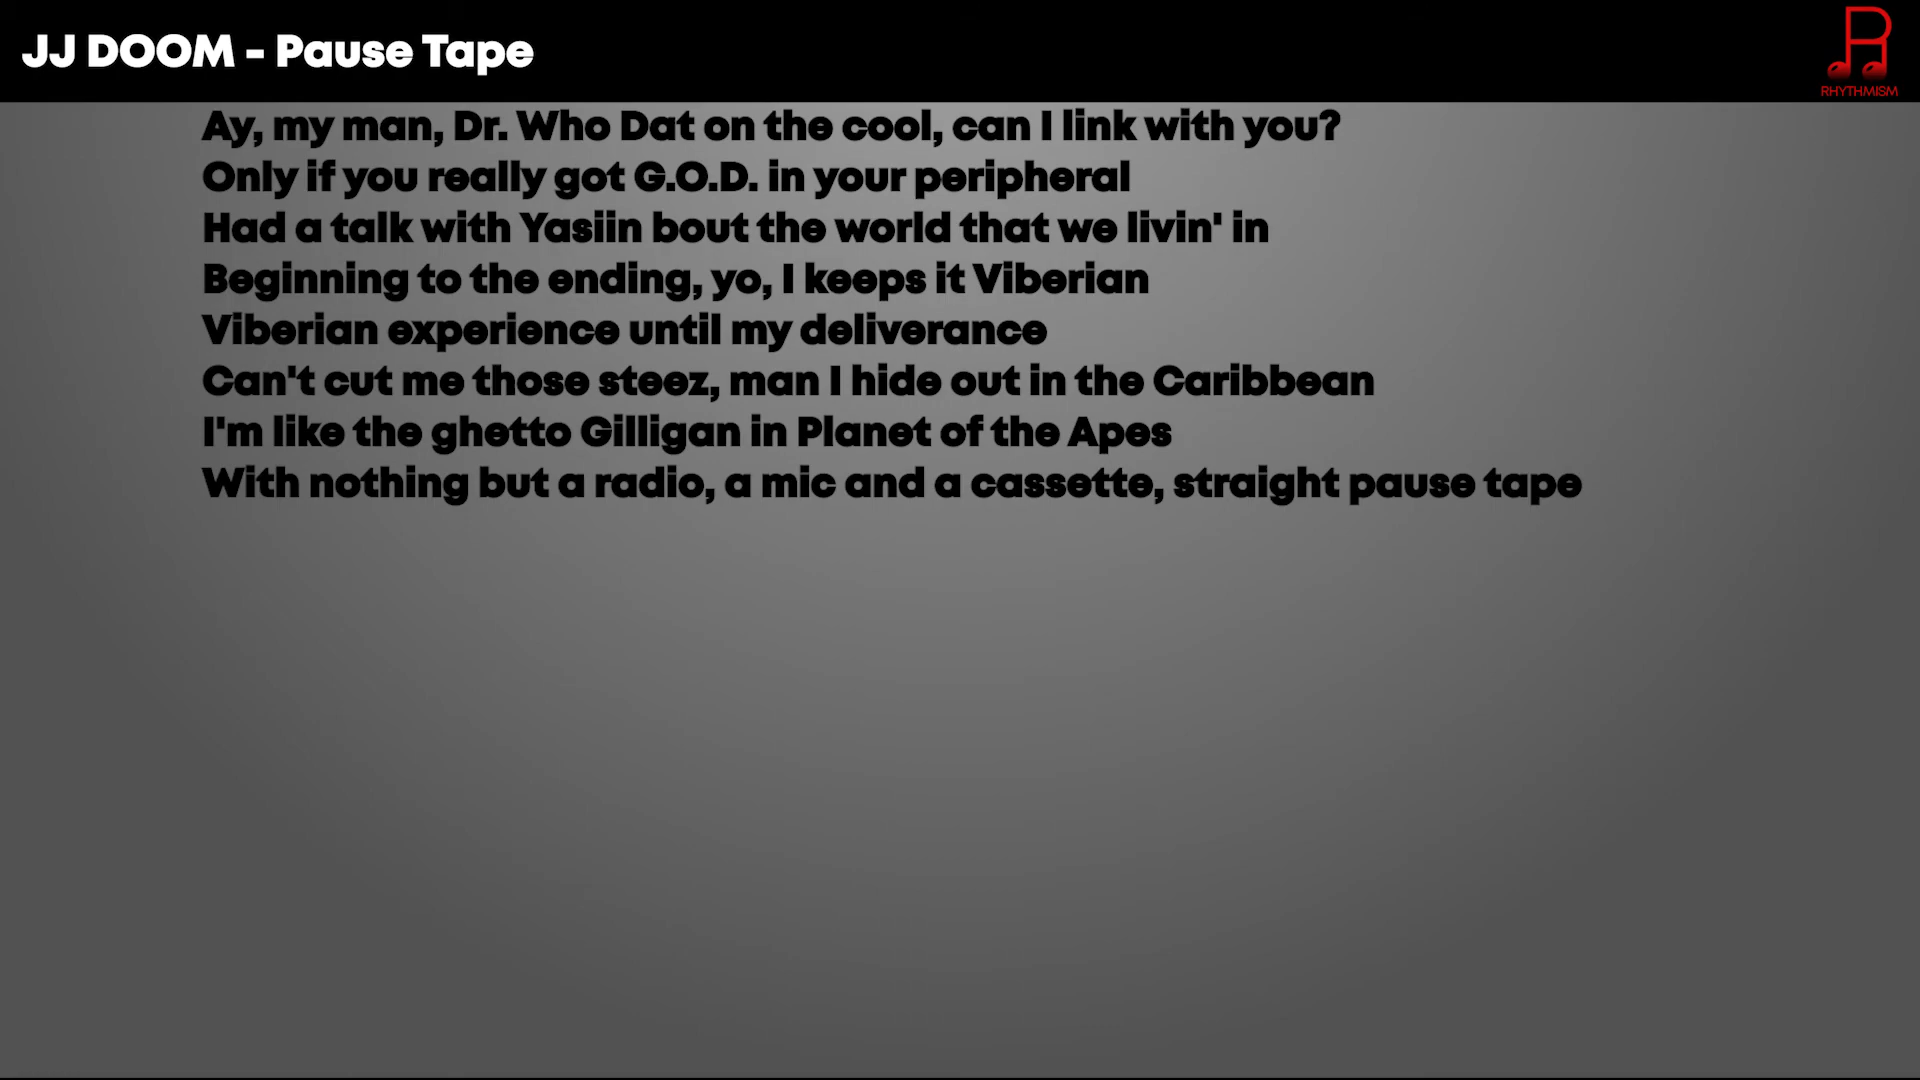 JJ DOOM - Pause Tape
RHYTHMISM
Ay, my man, Dr. Who Dat on the cool, can I link with you?
Only if you really got G.O.D. in your peripheral
Had a talk with Yasiin bout the world that we livin' in
Beginning to the ending, yo, I keeps it Viberian
Viberian experience until my deliverance
Can't cut me those steez, man I hide out in the Caribbean
I'm like the ghetto Gilligan in Planet of the Apes
With nothing but a radio, a mic and a cassette, straight pause tape